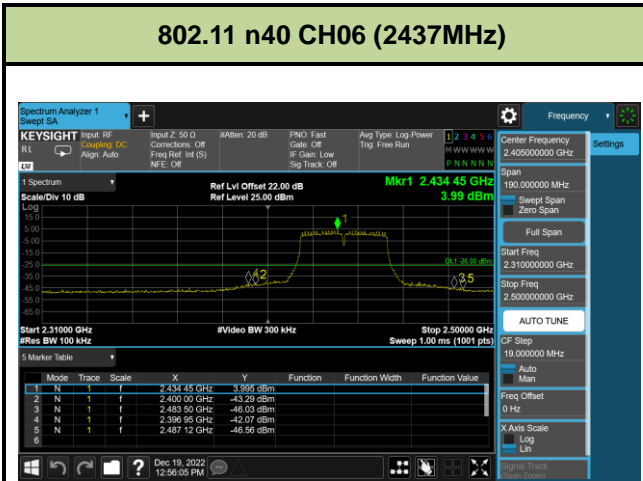 802.11 n40 CH06 (2437MHz)
Spectrum Analyzer 1
Swept SA
Frequency
KEYSIGHT
Input: RF
Coupling: DC
Align: Auto
Input Z: 50 Ω
Corrections: Off
Freq Ref: Int (S)
NFE: Off
#Atten: 20 dB
PNO: Fast
Gate: Off
IF Gain: Low
Sig Track: Off
Avg Type: Log-Power
Trig: Free Run
1 2 3 4 5 6
M W W W W W
P N N N N N
RL
LXI
1 Spectrum
Scale/Div 10 dB
Ref Lvl Offset 22.00 dB
Ref Level 25.00 dBm
Mkr1 2.434 45 GHz
3.99 dBm
Log
15.0
5.00
-5.00
-15.0
-25.0
-35.0
-45.0
-55.0
-65.0
1
DL1 -26.00 dBm
4 2
3 5
Start 2.31000 GHz
#Res BW 100 kHz
#Video BW 300 kHz
Stop 2.50000 GHz
Sweep 1.00 ms (1001 pts)
5 Marker Table
Mode Trace Scale X Y Function Function Width Function Value
1 N 1 f 2.434 45 GHz 3.995 dBm
2 N 1 f 2.400 00 GHz -43.29 dBm
3 N 1 f 2.483 50 GHz -46.03 dBm
4 N 1 f 2.396 95 GHz -42.07 dBm
5 N 1 f 2.487 12 GHz -46.56 dBm
6
Dec 19, 2022
12:56:05 PM
Center Frequency
2.405000000 GHz
Settings
Span
190.000000 MHz
Swept Span
Zero Span
Full Span
Start Freq
2.310000000 GHz
Stop Freq
2.500000000 GHz
AUTO TUNE
CF Step
19.000000 MHz
Auto
Man
Freq Offset
0 Hz
X Axis Scale
Log
Lin
Signal Track
(Span Zoom)